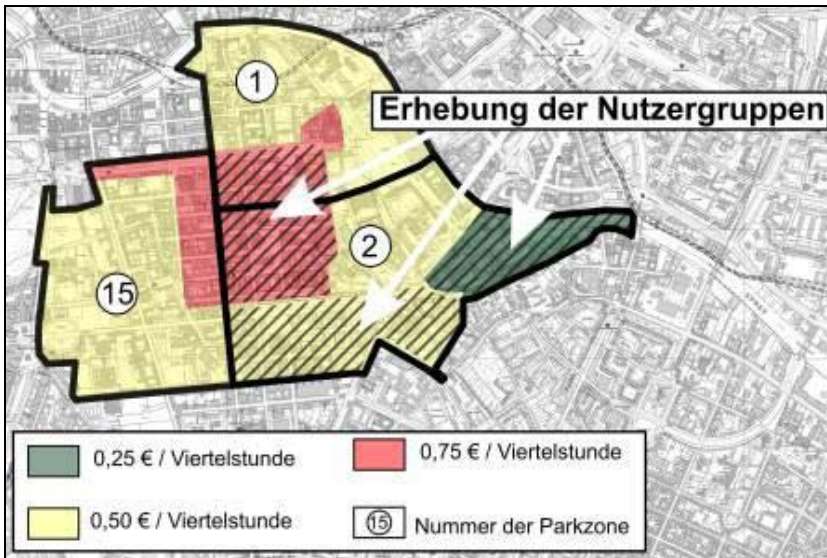 1
Erhebung der Nutzergruppen
2
15
0,25 € / Viertelstunde
0,75 € / Viertelstunde
0,50 € / Viertelstunde
15 Nummer der Parkzone